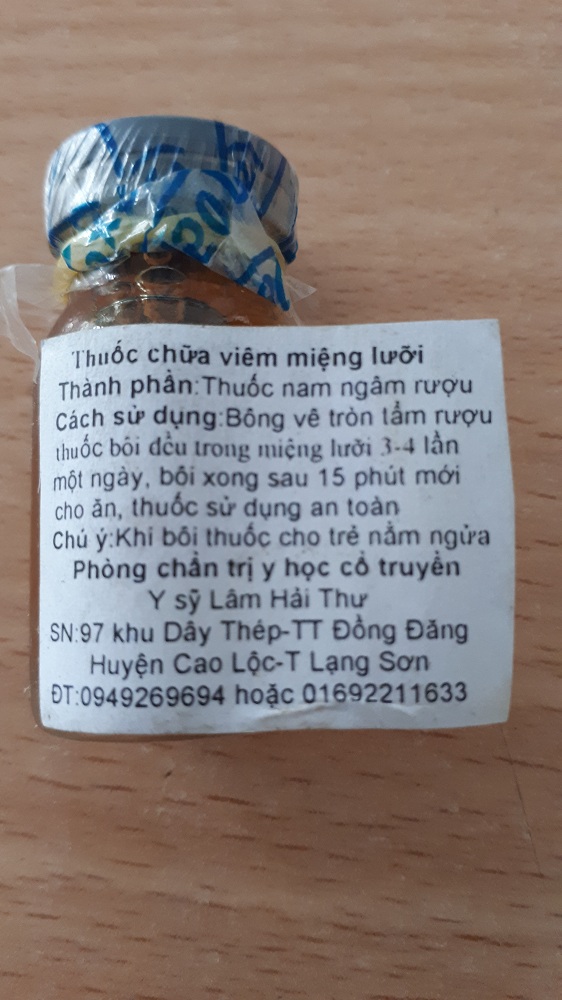 Thuốc chữa viêm miệng lưỡi
Thành phần:Thuốc nam ngâm rượu
Cách sử dụng:Bông vê tròn tẩm rượu
thuốc bôi đều trong miệng lưỡi 3-4 lần
một ngày, bôi xong sau 15 phút mới
cho ăn, thuốc sử dụng an toàn
Chú ý:Khi bôi thuốc cho trẻ nằm ngửa
Phòng chẩn trị y học cổ truyền
Y sỹ Lâm Hải Thư
SN:97 khu Dây Thép-TT Đồng Đăng
Huyện Cao Lộc-T Lạng Sơn
ĐT:0949269694 hoặc 01692211633